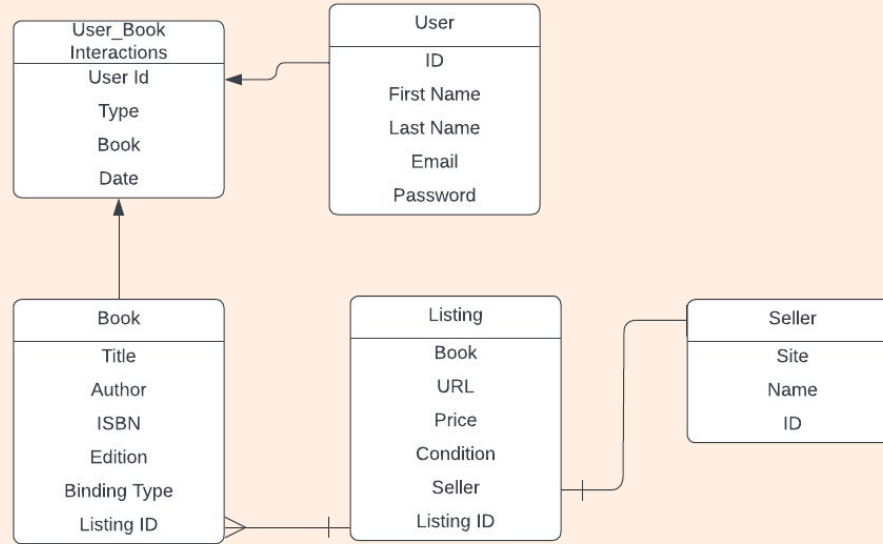 User_Book
Interactions
User Id
Type
Book
Date
User
ID
First Name
Last Name
Email
Password
Book
Title
Author
ISBN
Edition
Binding Type
Listing ID
Listing
Book
URL
Price
Condition
Seller
Listing ID
Seller
Site
Name
ID